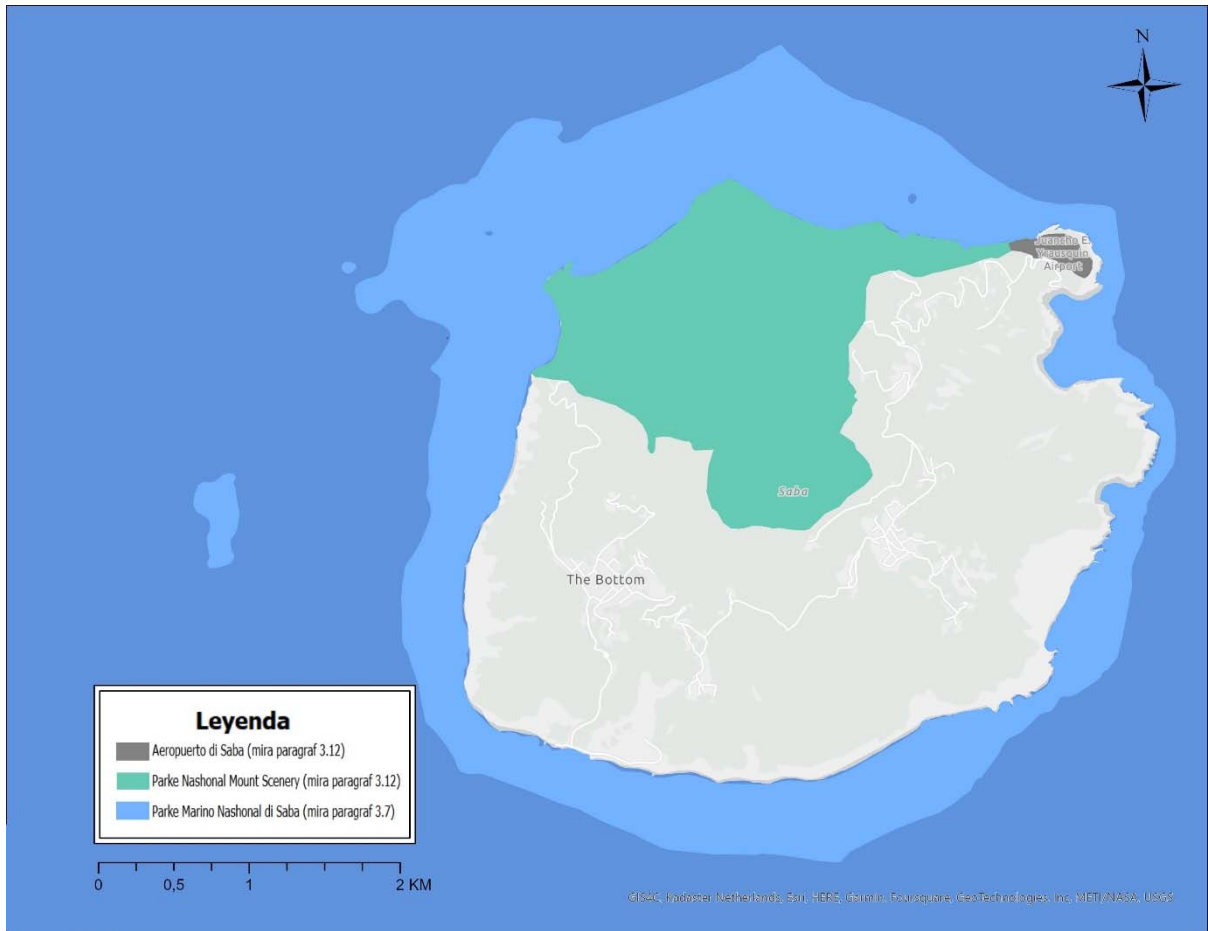 N
Juancho E.
Yrausquin
Airport
Saba
The Bottom
Leyenda
Aeropuerto di Saba (mira paragraf 3.12)
Parke Nashonal Mount Scenery (mira paragraf 3.12)
Parke Marino Nashonal di Saba (mira paragraf 3.7)
0 0,5 1 2 KM
GISAC, Kadaster Netherlands, Esri, HERE, Garmin, Foursquare, GeoTechnologies, Inc, METI/NASA, USGS